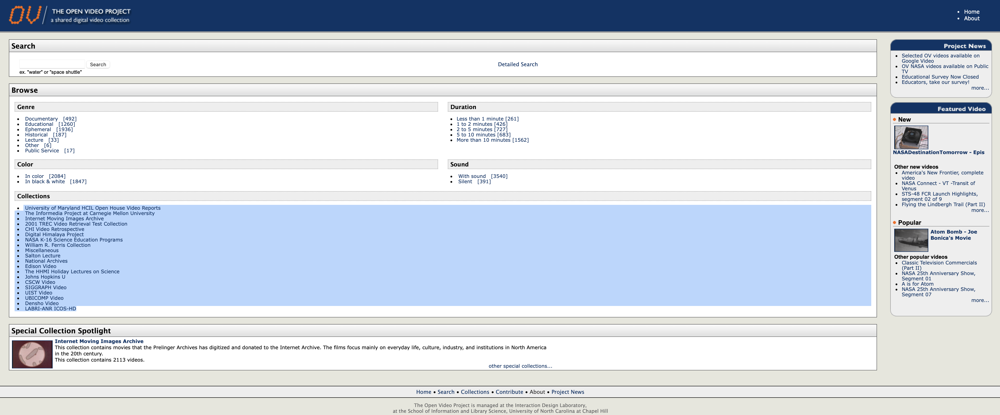 OV/ THE OPEN VIDEO PROJECT
a shared digital video collection
Home
About
Search
Search
ex. "water" or "space shuttle"
Detailed Search
Browse
Genre
Documentary [492]
Educational [1260]
Ephemeral [1936]
Historical [187]
Lecture [33]
Other [6]
Public Service [17]
Duration
Less than 1 minute [261]
1 to 2 minutes [426]
2 to 5 minutes [727]
5 to 10 minutes [683]
More than 10 minutes [1562]
Color
In color [2084]
In black & white [1847]
Sound
With sound [3540]
Silent [391]
Collections
University of Maryland HCIL Open House Video Reports
The Informedia Project at Carnegie Mellon University
Internet Moving Images Archive
2001 TREC Video Retrieval Test Collection
CHI Video Retrospective
Digital Himalaya Project
NASA K-16 Science Education Programs
William R. Ferris Collection
Miscellaneous
Salton Lecture
National Archives
Edison Video
The HHMI Holiday Lectures on Science
Johns Hopkins U
CSCW Video
SIGGRAPH Video
UIST Video
UBICOMP Video
Densho Video
LABRI-ANR ICOS-HD
Special Collection Spotlight
Internet Moving Images Archive
This collection contains movies that the Prelinger Archives has digitized and donated to the Internet Archive. The films focus mainly on everyday life, culture, industry, and institutions in North America
in the 20th century.
This collection contains 2113 videos.
other special collections...
Project News
Selected OV videos available on
Google Video
OV NASA videos available on Public
TV
Educational Survey Now Closed
Educators, take our survey!
more...
Featured Video
New
NASADestinationTomorrow - Epis
Other new videos
America's New Frontier, complete
video
NASA Connect - VT -Transit of
Venus
STS-48 FCR Launch Highlights,
segment 02 of 9
Flying the Lindbergh Trail (Part II)
more...
Popular
Atom Bomb - Joe
Bonica's Movie
Other popular videos
Classic Television Commercials
(Part II)
NASA 25th Anniversary Show,
Segment 01
A is for Atom
NASA 25th Anniversary Show,
Segment 07
more...
Home • Search • Collections • Contribute • About • Project News
The Open Video Project is managed at the Interaction Design Laboratory,
at the School of Information and Library Science, University of North Carolina at Chapel Hill